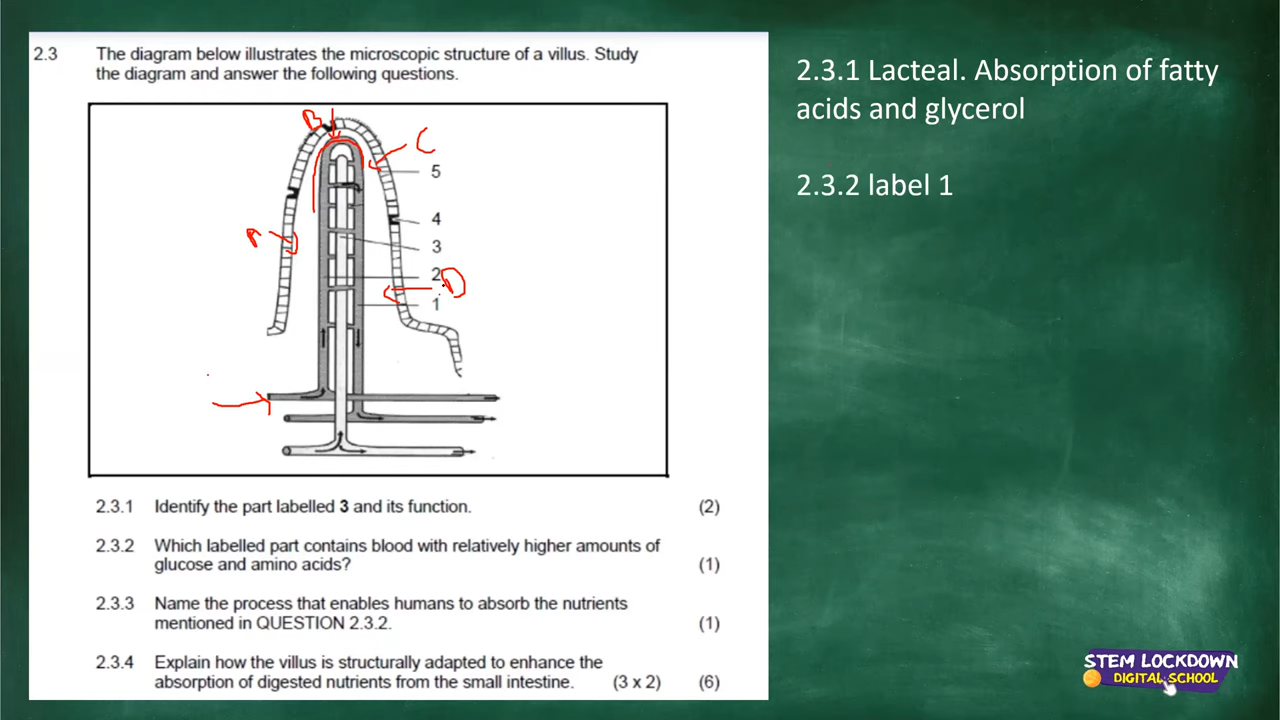 2.3 The diagram below illustrates the microscopic structure of a villus. Study
the diagram and answer the following questions.
B
C
5
4
A
3
2 D
1
2.3.1 Identify the part labelled 3 and its function. (2)
2.3.2 Which labelled part contains blood with relatively higher amounts of
glucose and amino acids? (1)
2.3.3 Name the process that enables humans to absorb the nutrients
mentioned in QUESTION 2.3.2. (1)
2.3.4 Explain how the villus is structurally adapted to enhance the
absorption of digested nutrients from the small intestine. (3 x 2) (6)
2.3.1 Lacteal. Absorption of fatty
acids and glycerol
2.3.2 label 1
STEM LOCKDOWN
DIGITAL SCHOOL